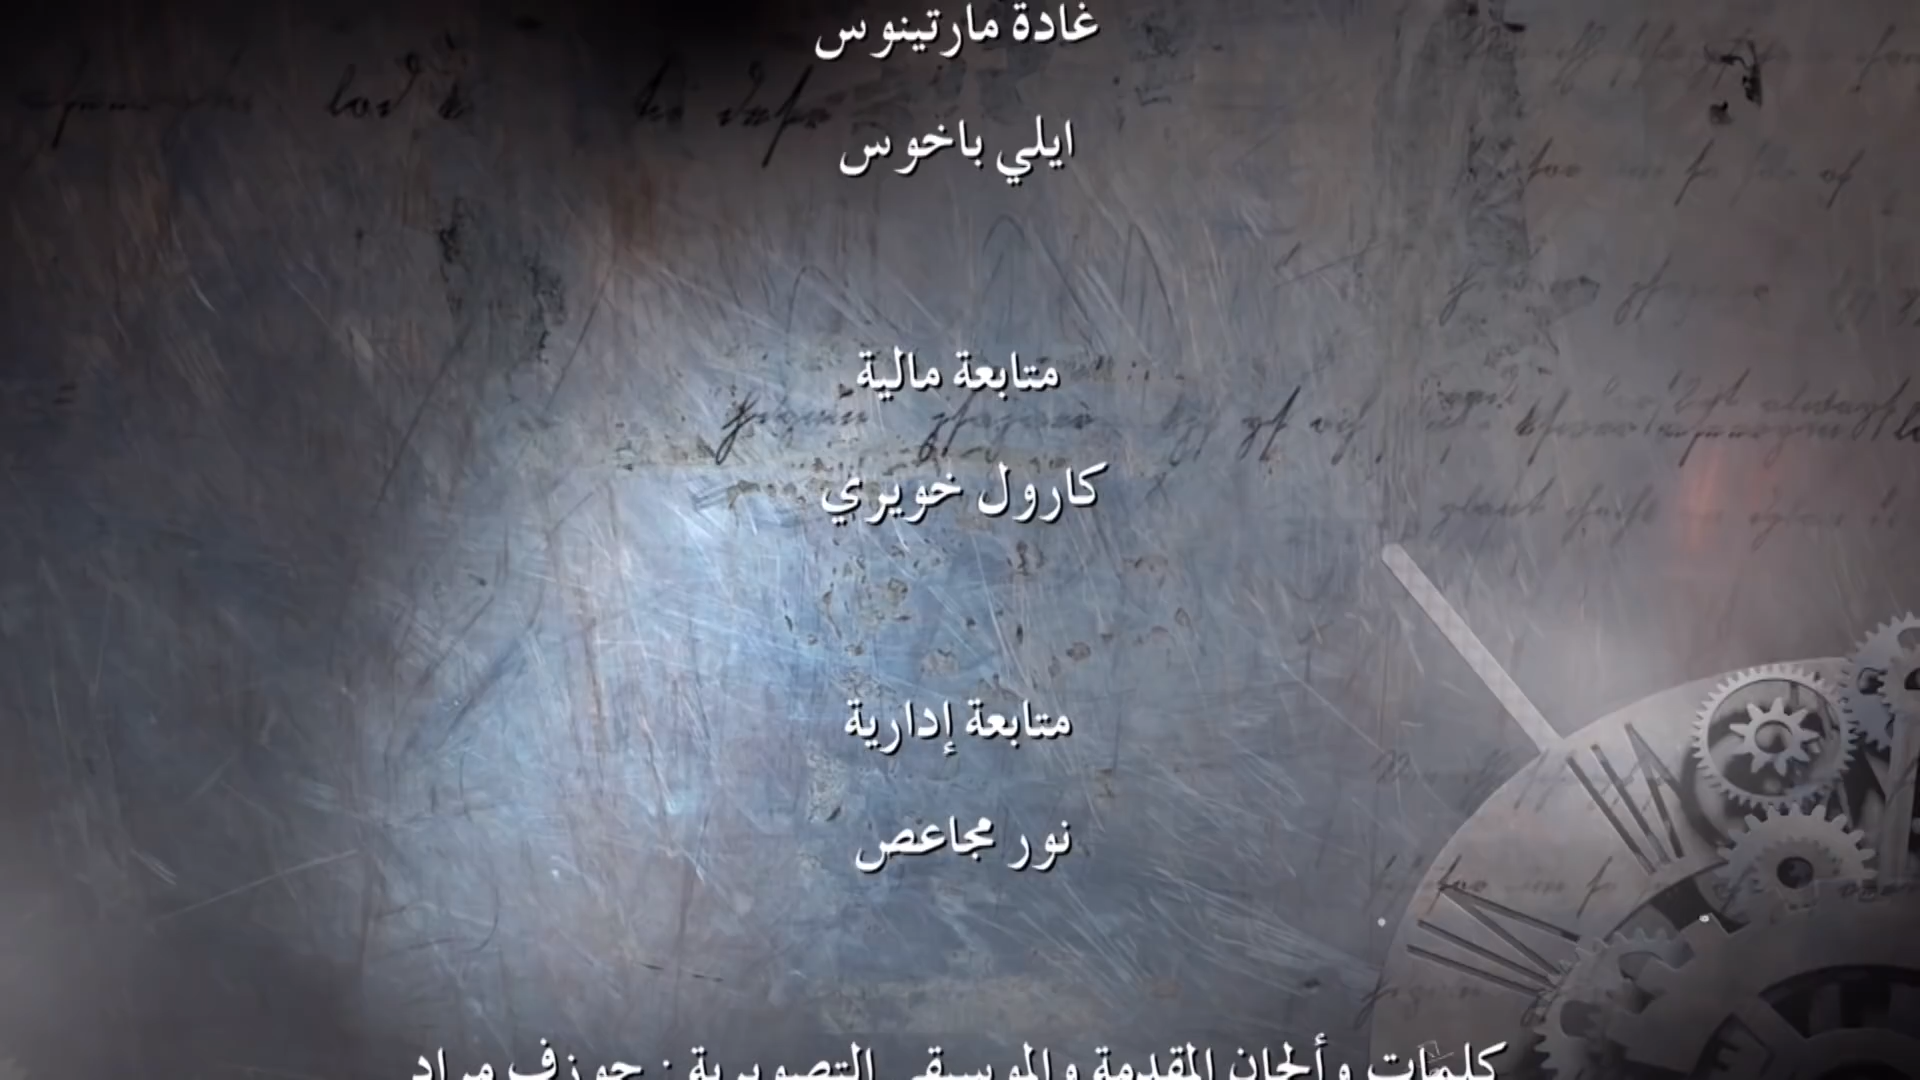 غادة مارتينوس
ايلي باخوس
متابعة مالية
كارول خويري
متابعة إدارية
نور مجاعص
كلمات وألحان المقدمة والموسيقى التصويرية : جوزف مراد